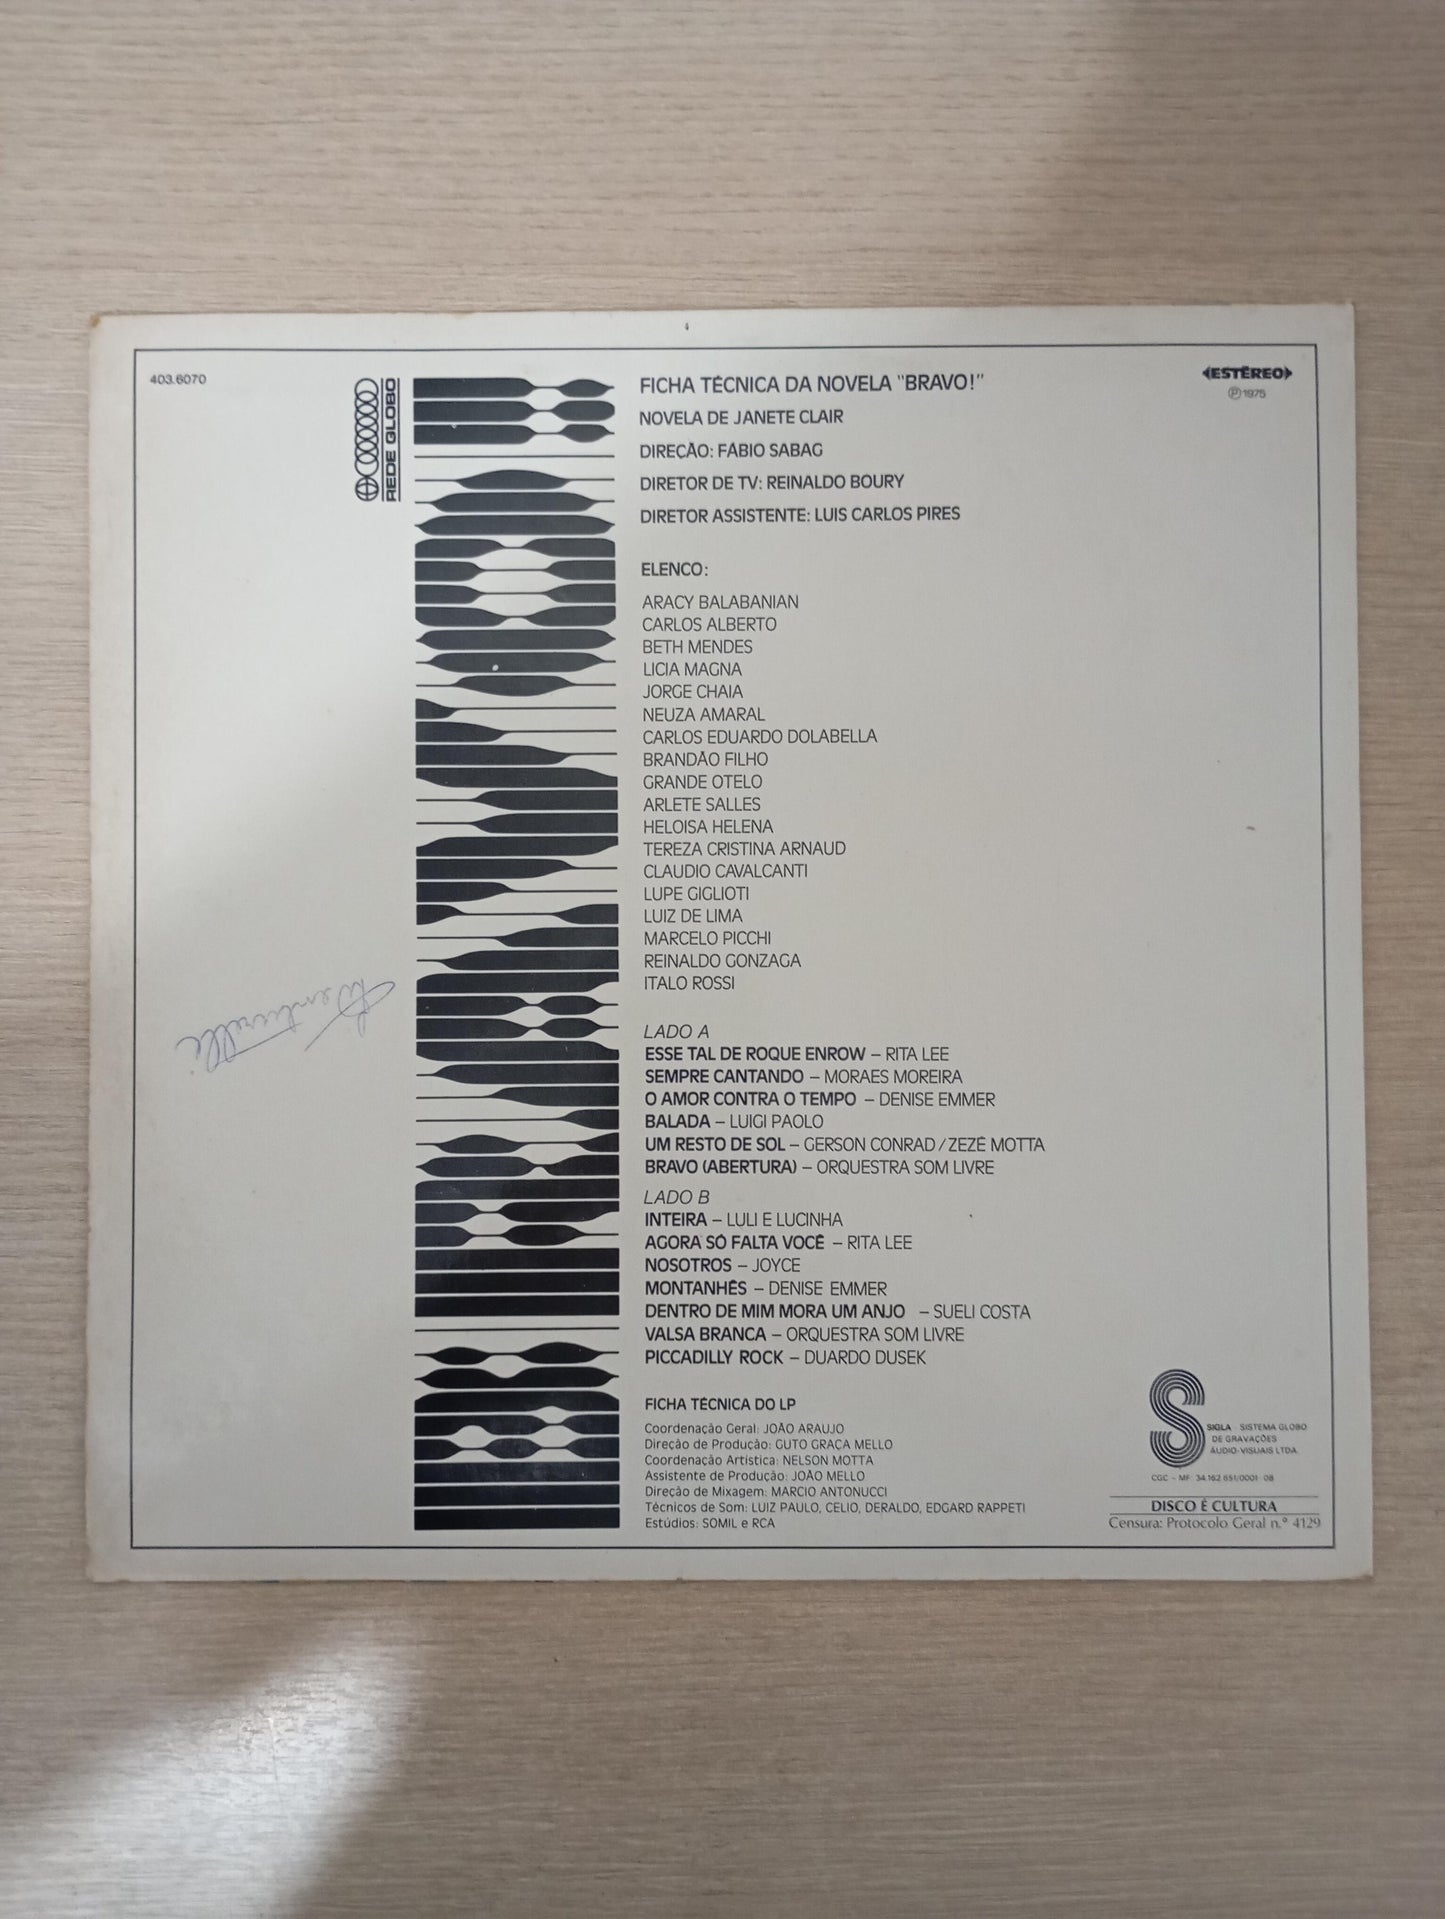 403.6070
REDE GLOBO
ESTÉREO
Ⓟ 1975
FICHA TÉCNICA DA NOVELA "BRAVO!"
NOVELA DE JANETE CLAIR
DIREÇÃO: FÁBIO SABAG
DIRETOR DE TV: REINALDO BOURY
DIRETOR ASSISTENTE: LUIS CARLOS PIRES
ELENCO:
ARACY BALABANIAN
CARLOS ALBERTO
BETH MENDES
LICIA MAGNA
JORGE CHAIA
NEUZA AMARAL
CARLOS EDUARDO DOLABELLA
BRANDÃO FILHO
GRANDE OTELO
ARLETE SALLES
HELOISA HELENA
TEREZA CRISTINA ARNAUD
CLAUDIO CAVALCANTI
LUPE GIGLIOTI
LUIZ DE LIMA
MARCELO PICCHI
REINALDO GONZAGA
ITALO ROSSI
LADO A
ESSE TAL DE ROQUE ENROW – RITA LEE
SEMPRE CANTANDO – MORAES MOREIRA
O AMOR CONTRA O TEMPO – DENISE EMMER
BALADA – LUIGI PAOLO
UM RESTO DE SOL – GERSON CONRAD/ZEZÉ MOTTA
BRAVO (ABERTURA) – ORQUESTRA SOM LIVRE
LADO B
INTEIRA – LULI E LUCINHA
AGORA SÓ FALTA VOCÊ – RITA LEE
NOSOTROS – JOYCE
MONTANHÊS – DENISE EMMER
DENTRO DE MIM MORA UM ANJO – SUELI COSTA
VALSA BRANCA – ORQUESTRA SOM LIVRE
PICCADILLY ROCK – DUARDO DUSEK
FICHA TÉCNICA DO LP
Coordenação Geral: JOÃO ARAUJO
Direção de Produção: GUTO GRAÇA MELLO
Coordenação Artística: NELSON MOTTA
Assistente de Produção: JOÃO MELLO
Direção de Mixagem: MARCIO ANTONUCCI
Técnicos de Som: LUIZ PAULO, CELIO, DERALDO, EDGARD RAPPETI
Estúdios: SOMIL e RCA
SIGLA - SISTEMA GLOBO
DE GRAVAÇÕES
ÁUDIO-VISUAIS LTDA.
CGC - MF 34.162.651/0001-08
DISCO É CULTURA
Censura: Protocolo Geral n.º 4129